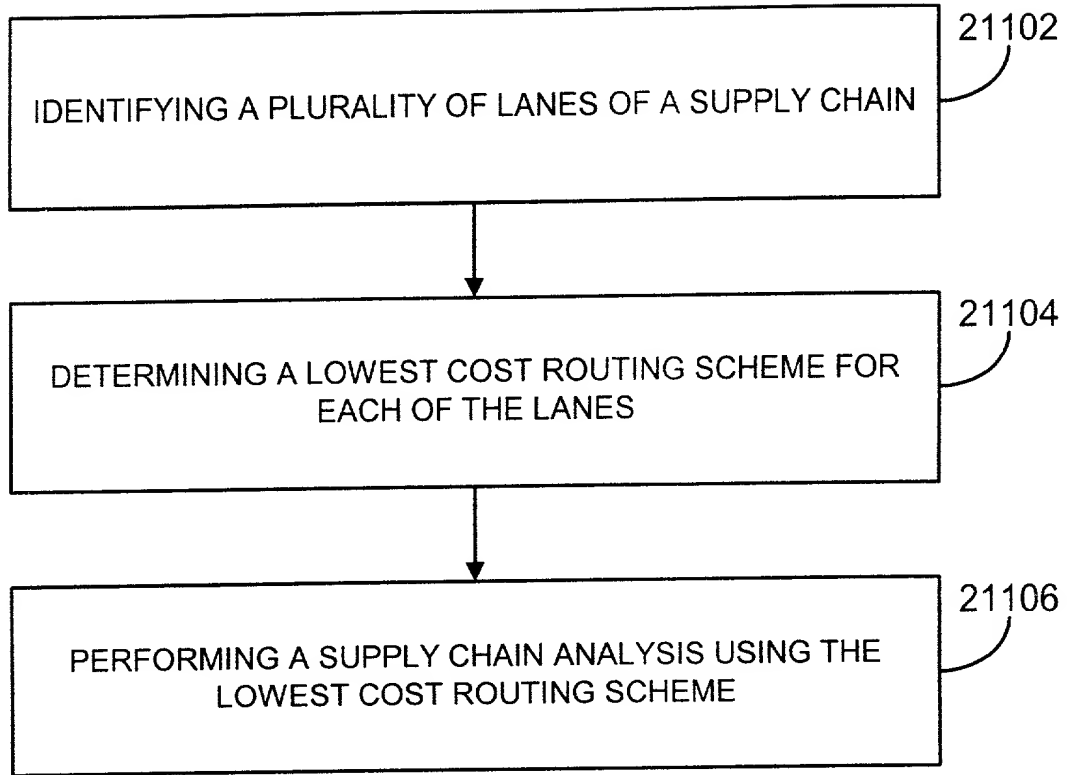 21102
IDENTIFYING A PLURALITY OF LANES OF A SUPPLY CHAIN
21104
DETERMINING A LOWEST COST ROUTING SCHEME FOR
EACH OF THE LANES
21106
PERFORMING A SUPPLY CHAIN ANALYSIS USING THE
LOWEST COST ROUTING SCHEME